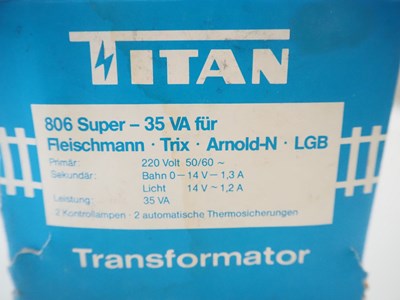 TITAN
806 Super – 35 VA für
Fleischmann · Trix · Arnold-N · LGB
Primär: 220 Volt 50/60 ~
Sekundär: Bahn 0 – 14 V – 1,3 A
Licht 14 V ~ 1,2 A
Leistung: 35 VA
2 Kontrollampen · 2 automatische Thermosicherungen
Transformator